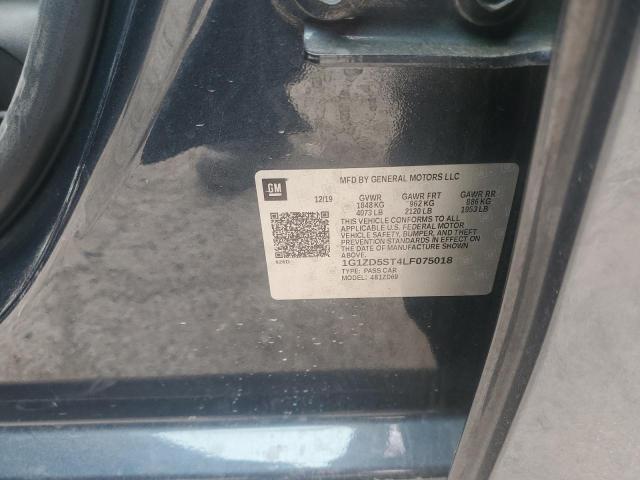 GM
MFD BY GENERAL MOTORS LLC
12/19 GVWR GAWR FRT GAWR RR
1848 KG 962 KG 886 KG
4073 LB 2120 LB 1953 LB
THIS VEHICLE CONFORMS TO ALL
APPLICABLE U.S. FEDERAL MOTOR
VEHICLE SAFETY, BUMPER, AND THEFT
PREVENTION STANDARDS IN EFFECT ON
THE DATE OF MANUFACTURE SHOWN
ABOVE.
1G1ZD5ST4LF075018
TYPE: PASS CAR
MODEL: 481ZD69